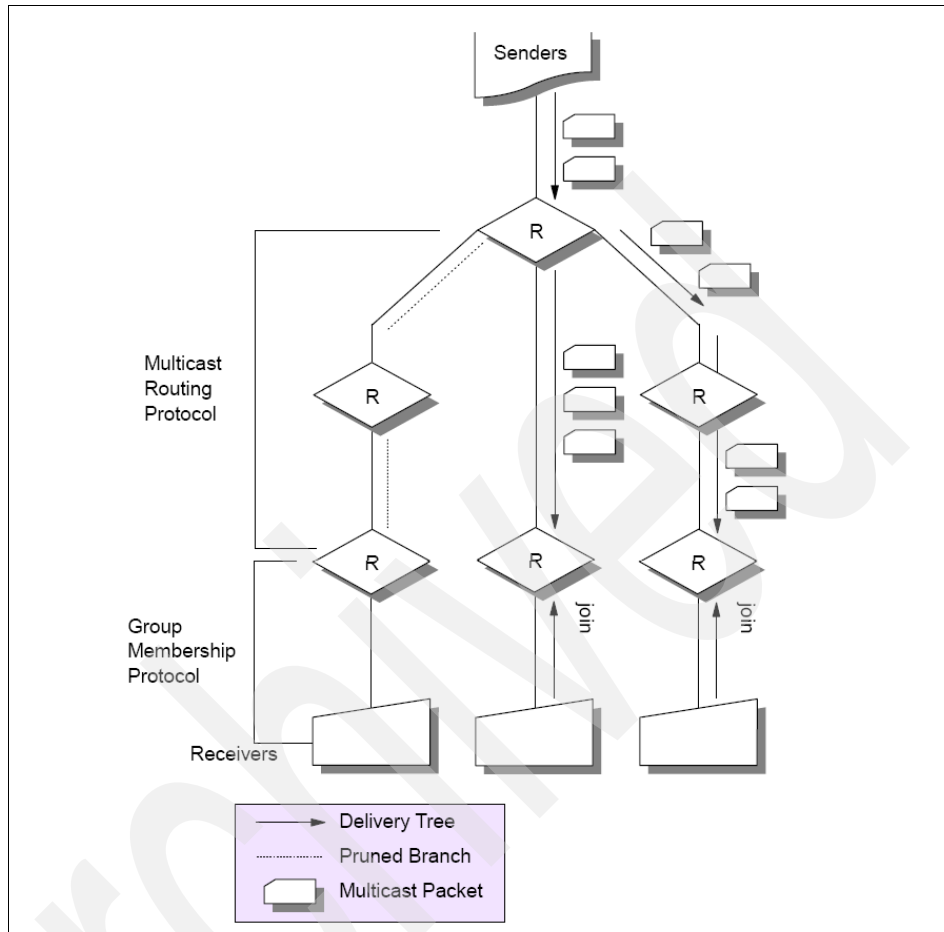 Senders
R
Multicast
Routing
Protocol
R
R
R
R
R
join
join
Group
Membership
Protocol
Receivers
Delivery Tree
Pruned Branch
Multicast Packet